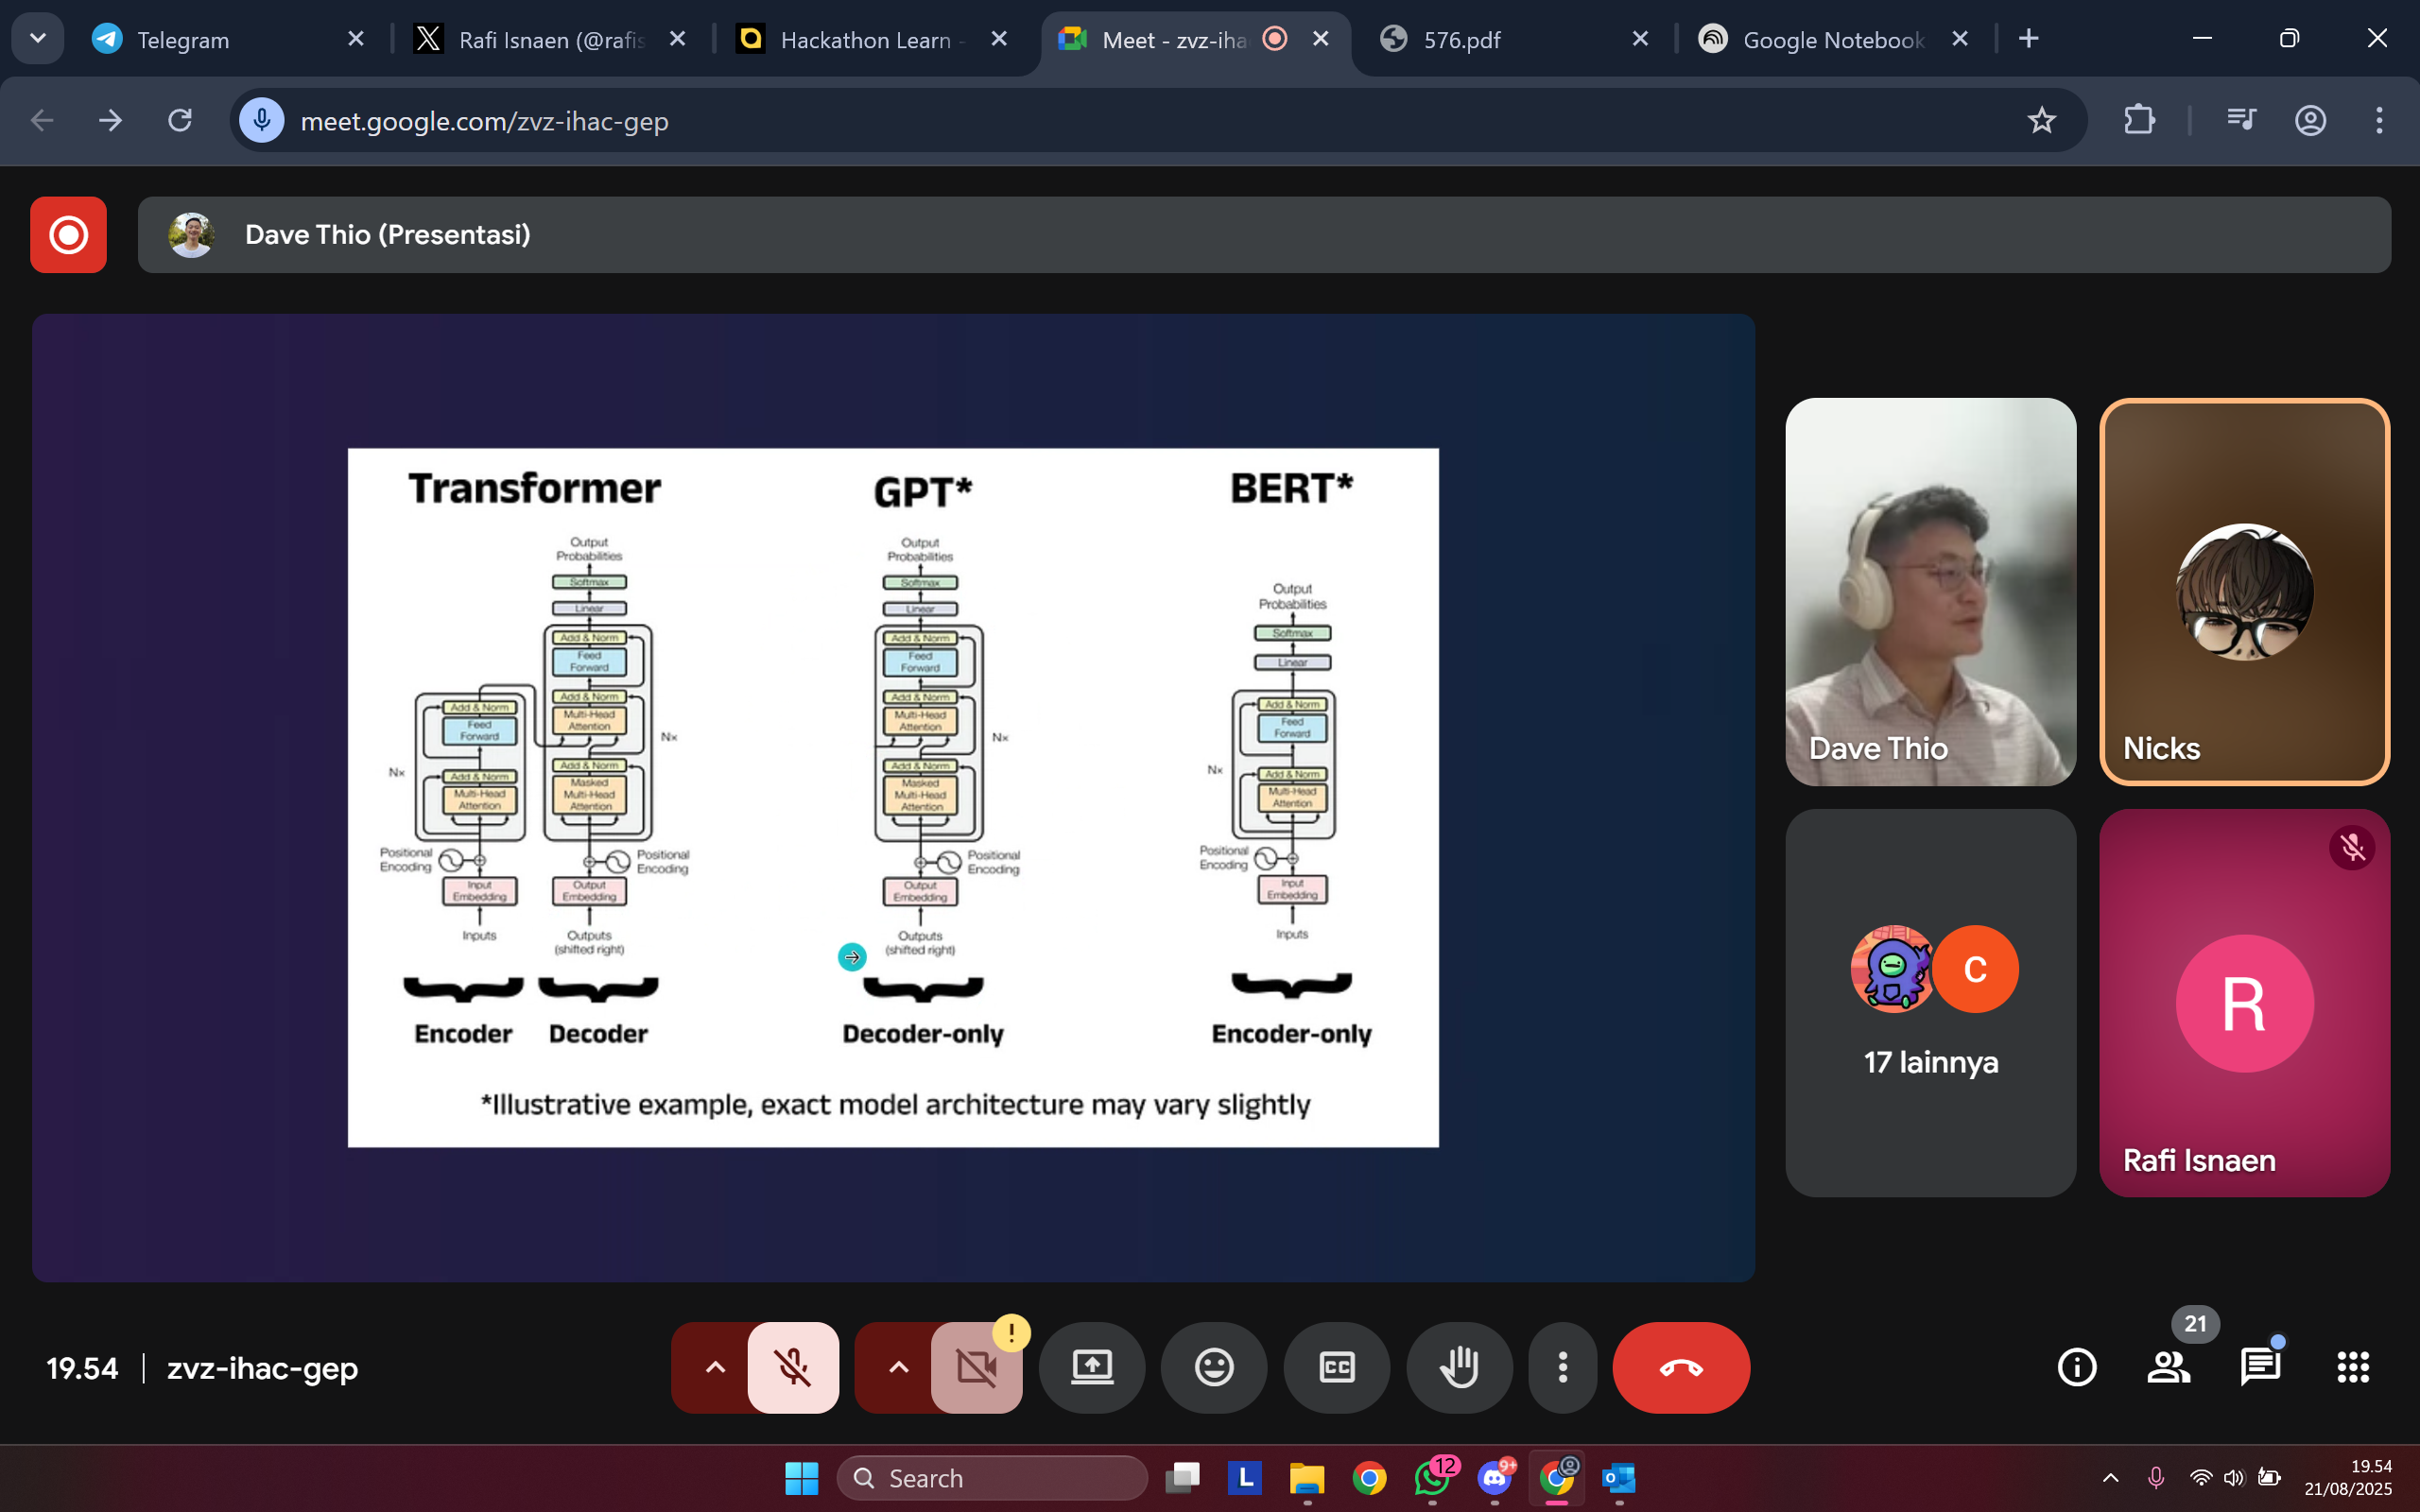 Telegram
Rafi Isnaen (@rafis
Hackathon Learn -
Meet - zvz-iha
576.pdf
Google Notebook
meet.google.com/zvz-ihac-gep
Dave Thio (Presentasi)
Transformer
GPT*
BERT*
Output
Probabilities
Softmax
Linear
Add & Norm
Feed
Forward
Add & Norm
Multi-Head
Attention
Add & Norm
Masked
Multi-Head
Attention
Nx
Positional
Encoding
Output
Embedding
Outputs
(shifted right)
Add & Norm
Feed
Forward
Add & Norm
Multi-Head
Attention
Nx
Positional
Encoding
Input
Embedding
Inputs
Encoder
Decoder
Output
Probabilities
Softmax
Linear
Add & Norm
Feed
Forward
Add & Norm
Multi-Head
Attention
Add & Norm
Masked
Multi-Head
Attention
Nx
Positional
Encoding
Output
Embedding
Outputs
(shifted right)
Decoder-only
Output
Probabilities
Softmax
Linear
Add & Norm
Feed
Forward
Add & Norm
Multi-Head
Attention
Nx
Positional
Encoding
Input
Embedding
Inputs
Encoder-only
*Illustrative example, exact model architecture may vary slightly
Dave Thio
Nicks
C
17 lainnya
R
Rafi Isnaen
19.54
zvz-ihac-gep
!
CC
21
Search
L
12
9+
19.54
21/08/2025